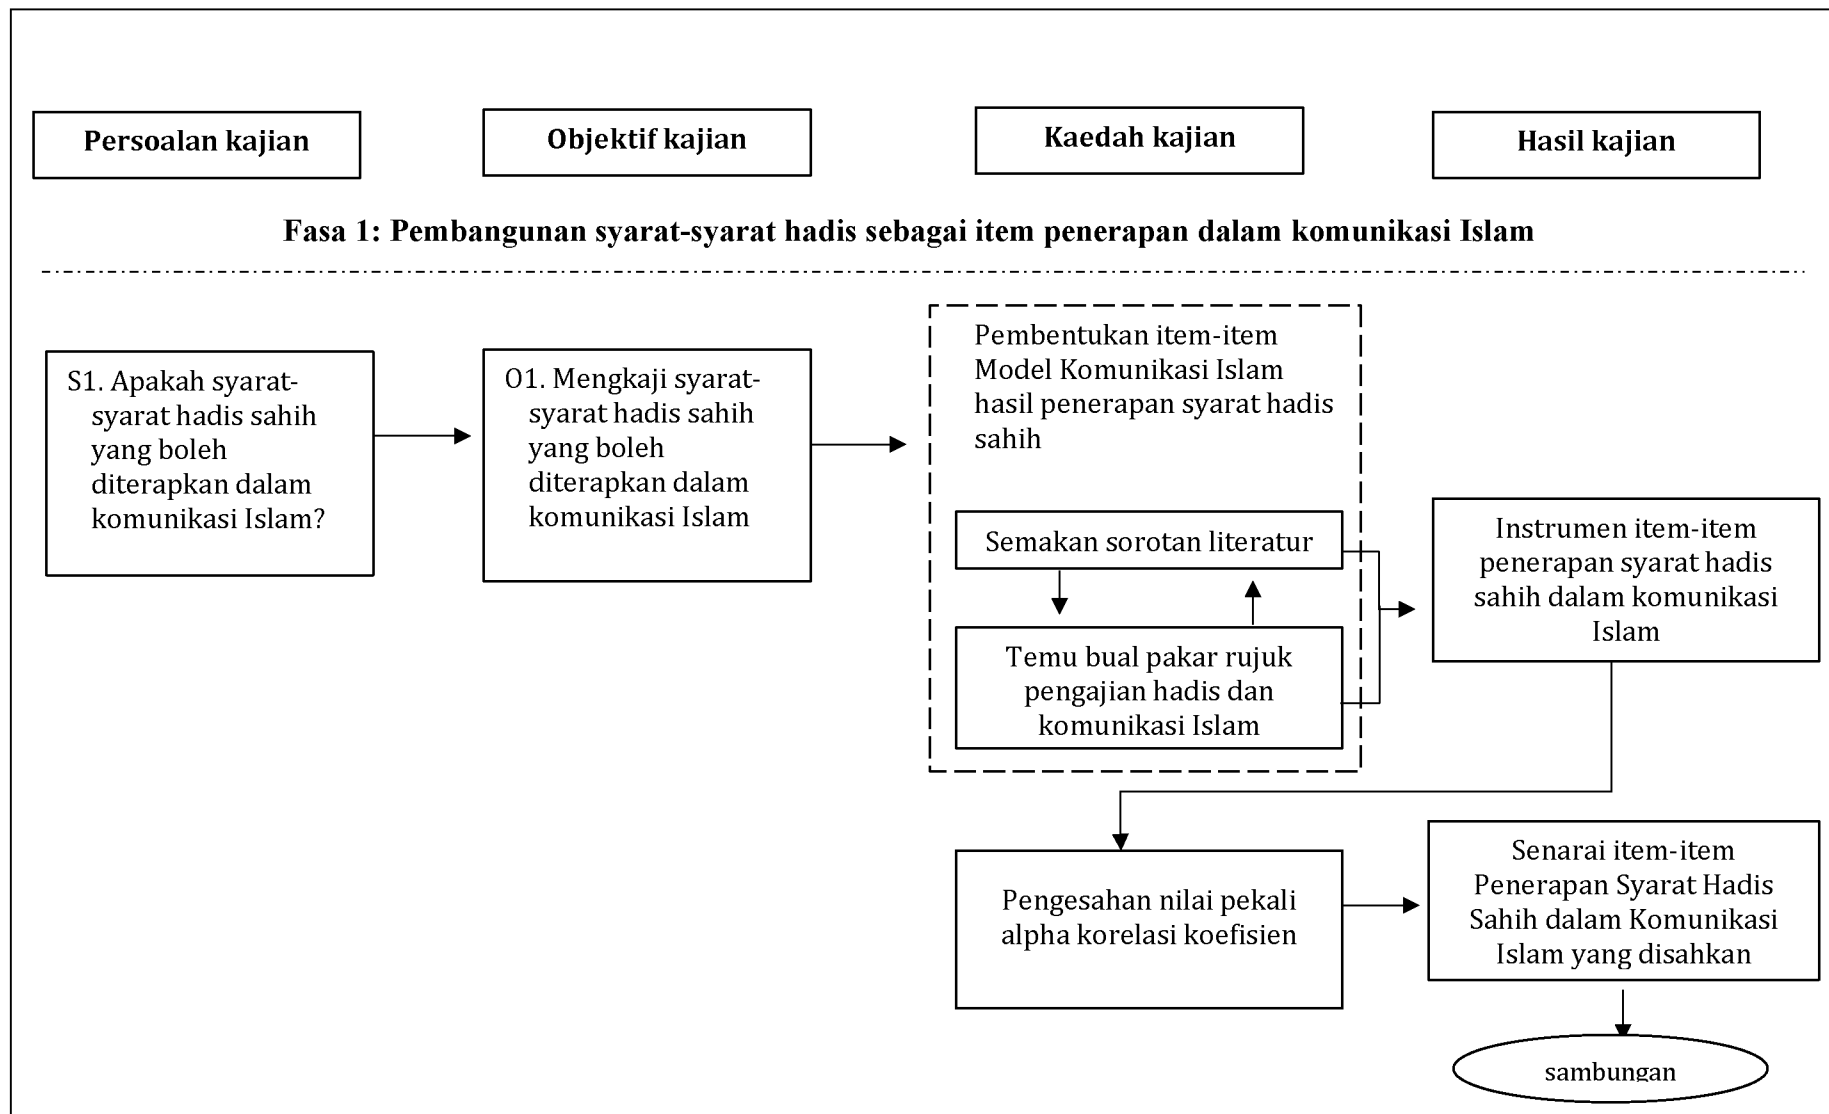 Persoalan kajian
Objektif kajian
Kaedah kajian
Hasil kajian
Fasa 1: Pembangunan syarat-syarat hadis sebagai item penerapan dalam komunikasi Islam
S1. Apakah syarat-
syarat hadis sahih
yang boleh
diterapkan dalam
komunikasi Islam?
O1. Mengkaji syarat-
syarat hadis sahih
yang boleh
diterapkan dalam
komunikasi Islam
Pembentukan item-item
Model Komunikasi Islam
hasil penerapan syarat hadis
sahih
Semakan sorotan literatur
Temu bual pakar rujuk
pengajian hadis dan
komunikasi Islam
Instrumen item-item
penerapan syarat hadis
sahih dalam komunikasi
Islam
Pengesahan nilai pekali
alpha korelasi koefisien
Senarai item-item
Penerapan Syarat Hadis
Sahih dalam Komunikasi
Islam yang disahkan
sambungan